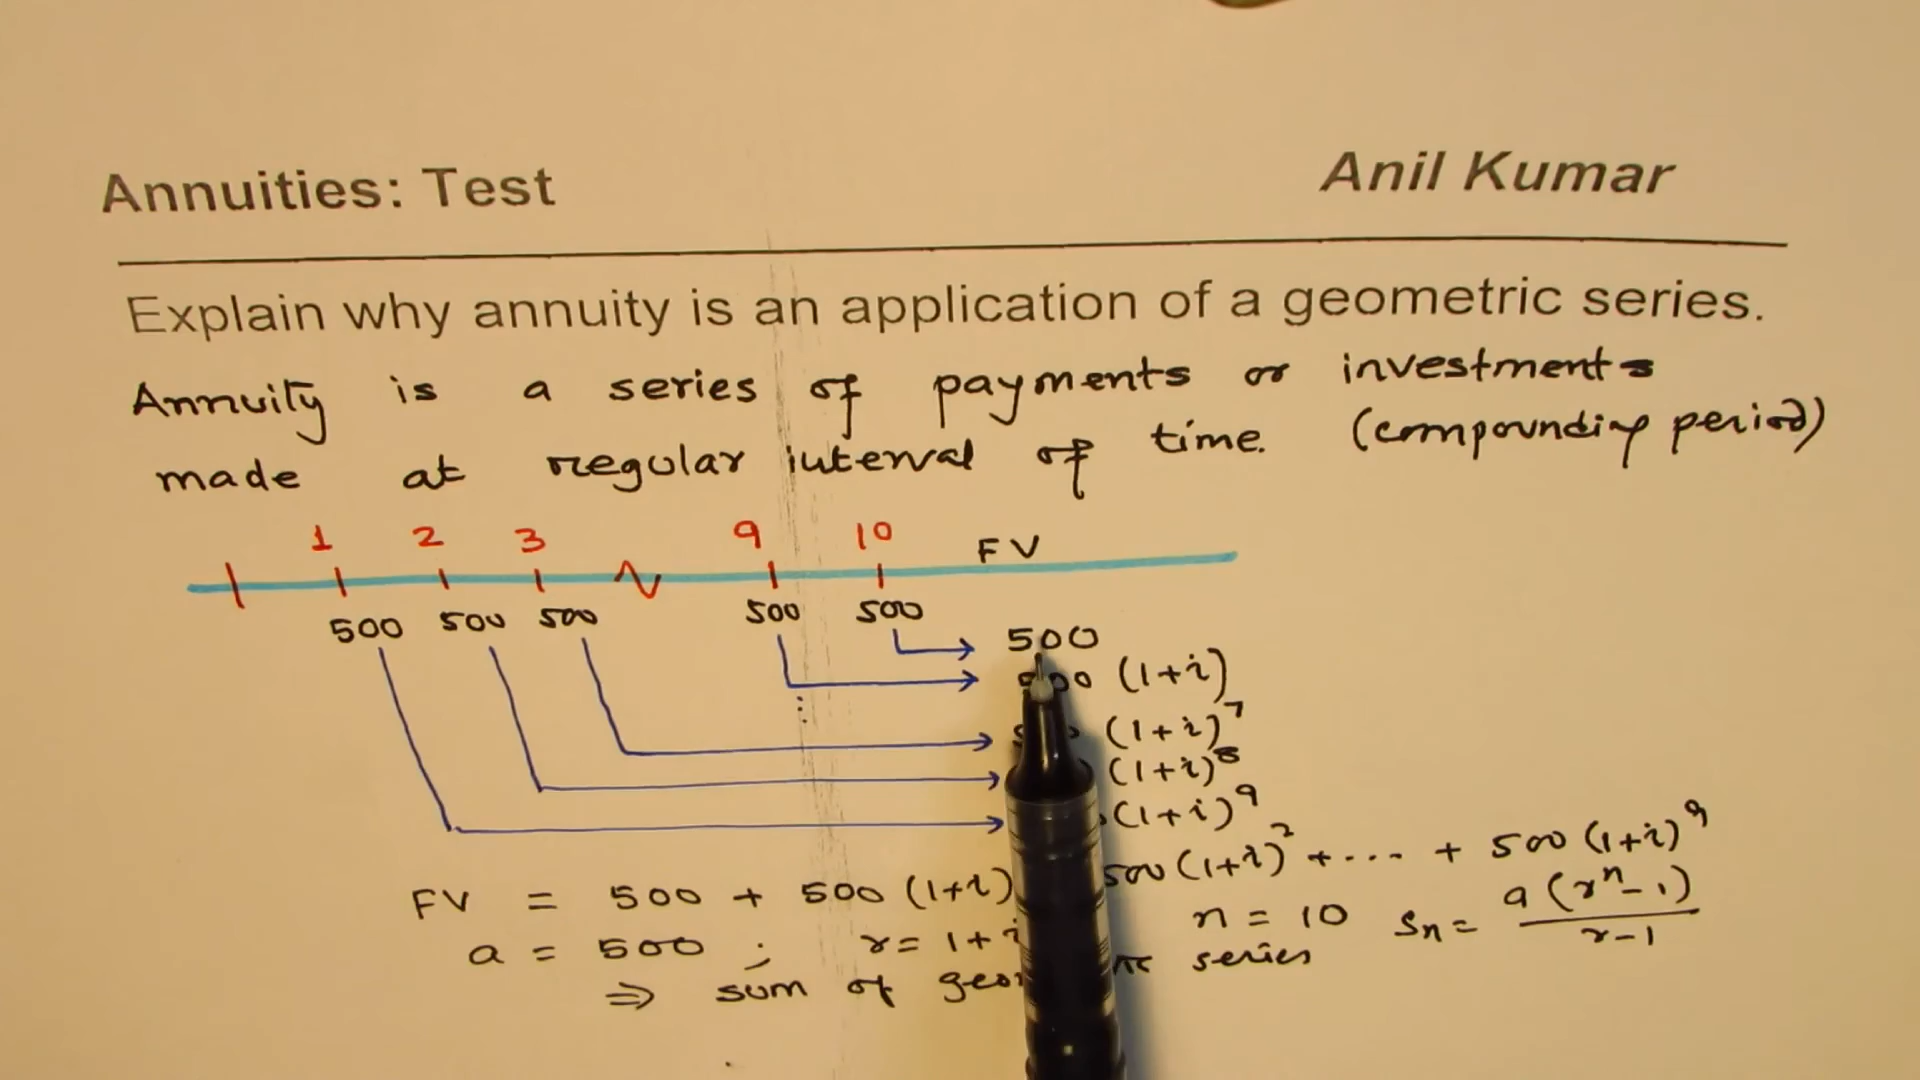 Annuities: Test
Anil Kumar
Explain why annuity is an application of a geometric series.
Annuity is a series of payments or investments
made at regular interval of time. (compounding period)
1 2 3 9 10 FV
500 500 500 500 500
500
500 (1+i)
(1+i)^7
(1+i)^8
(1+i)^9
FV = 500 + 500 (1+i) 500 (1+i)^2 + ... + 500 (1+i)^9
a = 500 ; r = 1+i n = 10 Sn = a (r^n - 1) / r-1
⇒ sum of series